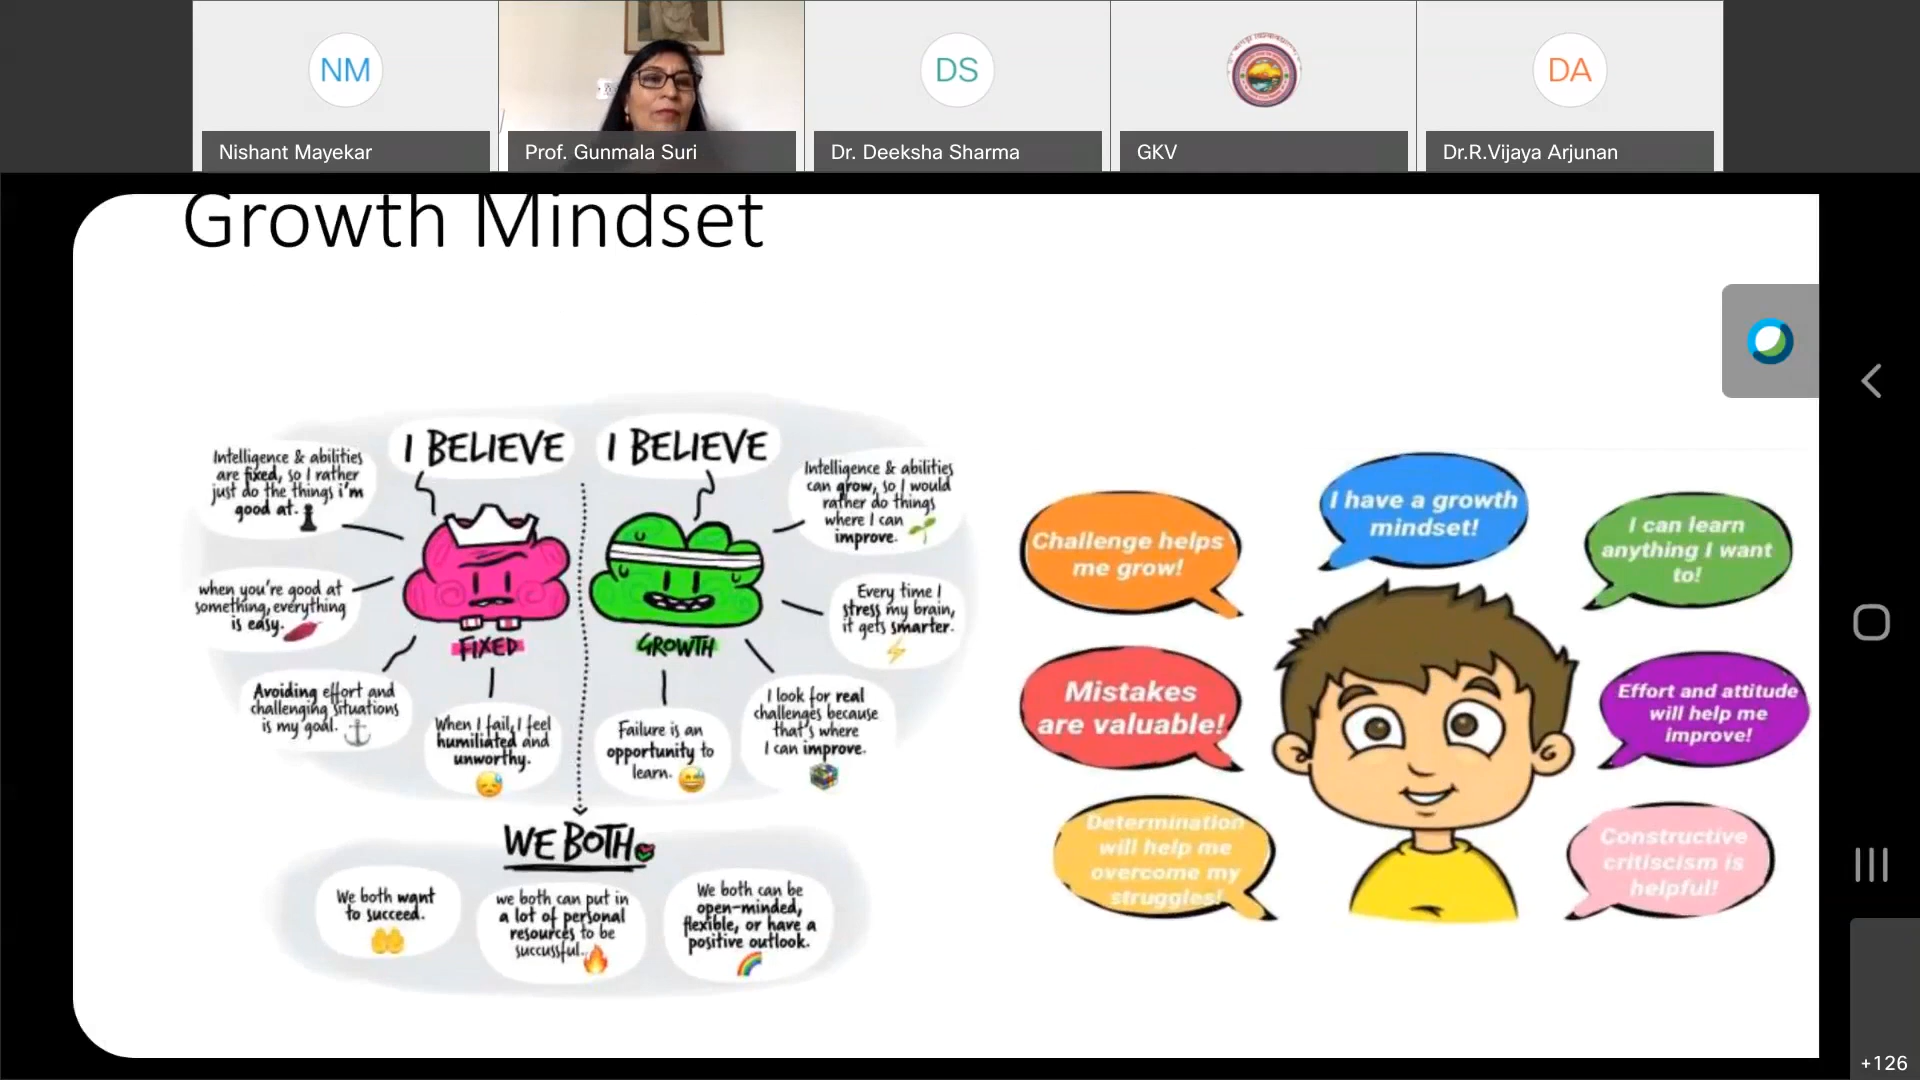 NM
DS
DA
Nishant Mayekar
Prof. Gunmala Suri
Dr. Deeksha Sharma
GKV
Dr.R.Vijaya Arjunan
Growth Mindset
I BELIEVE
Intelligence & abilities
are fixed, so I rather
just do the things i'm
good at.
when you're good at
something, everything
is easy.
Avoiding effort and
challenging situations
is my goal.
When I fail, I feel
humiliated and
unworthy.
FIXED
I BELIEVE
Intelligence & abilities
can grow, so I would
rather do things
where I can
improve.
Every time I
stress my brain,
it gets smarter.
I look for real
challenges because
that's where
I can improve.
Failure is an
opportunity to
learn.
GROWTH
WE BOTH
We both want
to succeed.
we both can put in
a lot of personal
resources to be
succussful.
We both can be
open-minded,
flexible, or have a
positive outlook.
Challenge helps
me grow!
I have a growth
mindset!
I can learn
anything I want
to!
Mistakes
are valuable!
Effort and attitude
will help me
improve!
Determination
will help me
overcome my
struggles!
Constructive
critiscism is
helpful!
+126